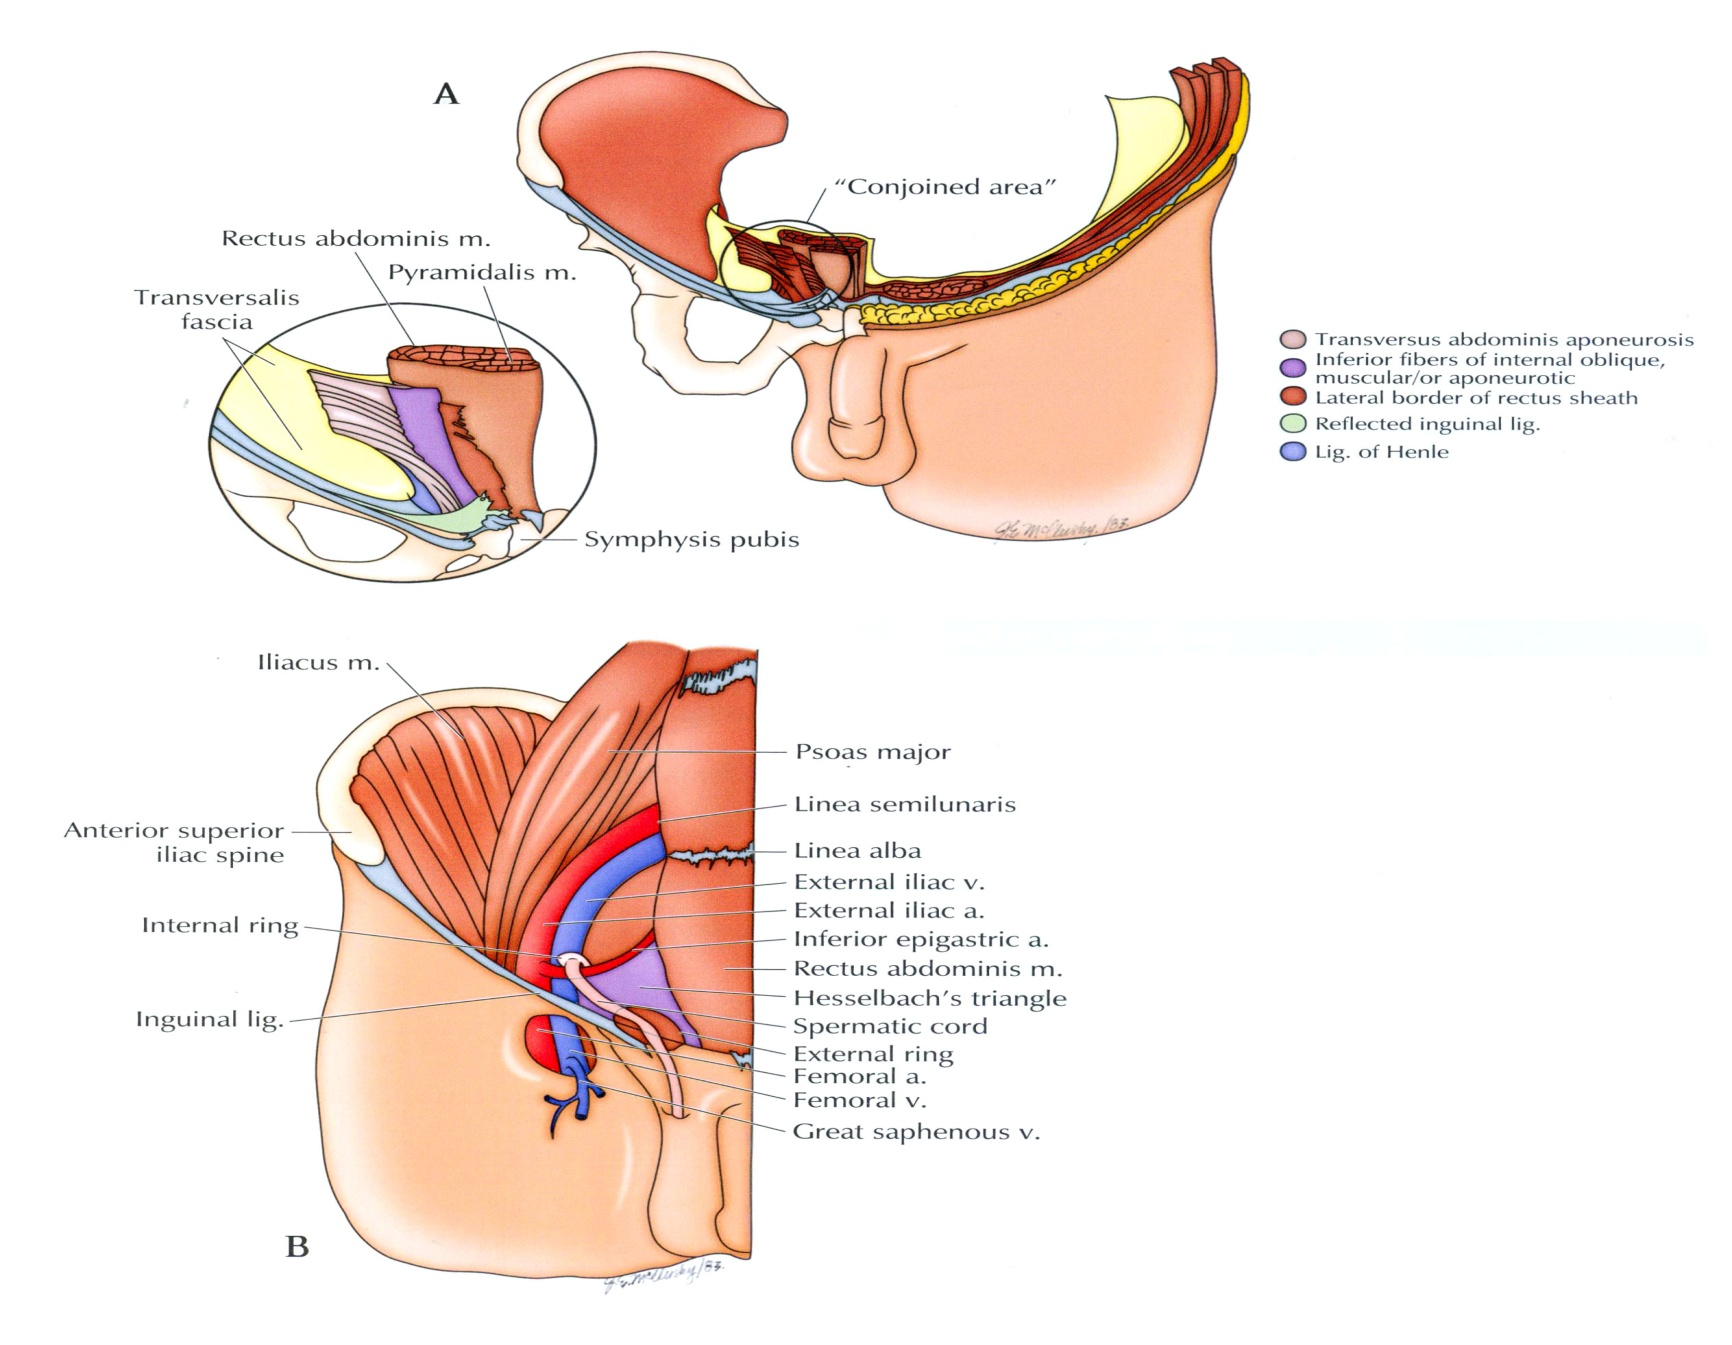 A
“Conjoined area”
Rectus abdominis m.
Pyramidalis m.
Transversalis
fascia
Symphysis pubis
Transversus abdominis aponeurosis
Inferior fibers of internal oblique,
muscular/or aponeurotic
Lateral border of rectus sheath
Reflected inguinal lig.
Lig. of Henle
Iliacus m.
Anterior superior
iliac spine
Internal ring
Inguinal lig.
Psoas major
Linea semilunaris
Linea alba
External iliac v.
External iliac a.
Inferior epigastric a.
Rectus abdominis m.
Hesselbach’s triangle
Spermatic cord
External ring
Femoral a.
Femoral v.
Great saphenous v.
B